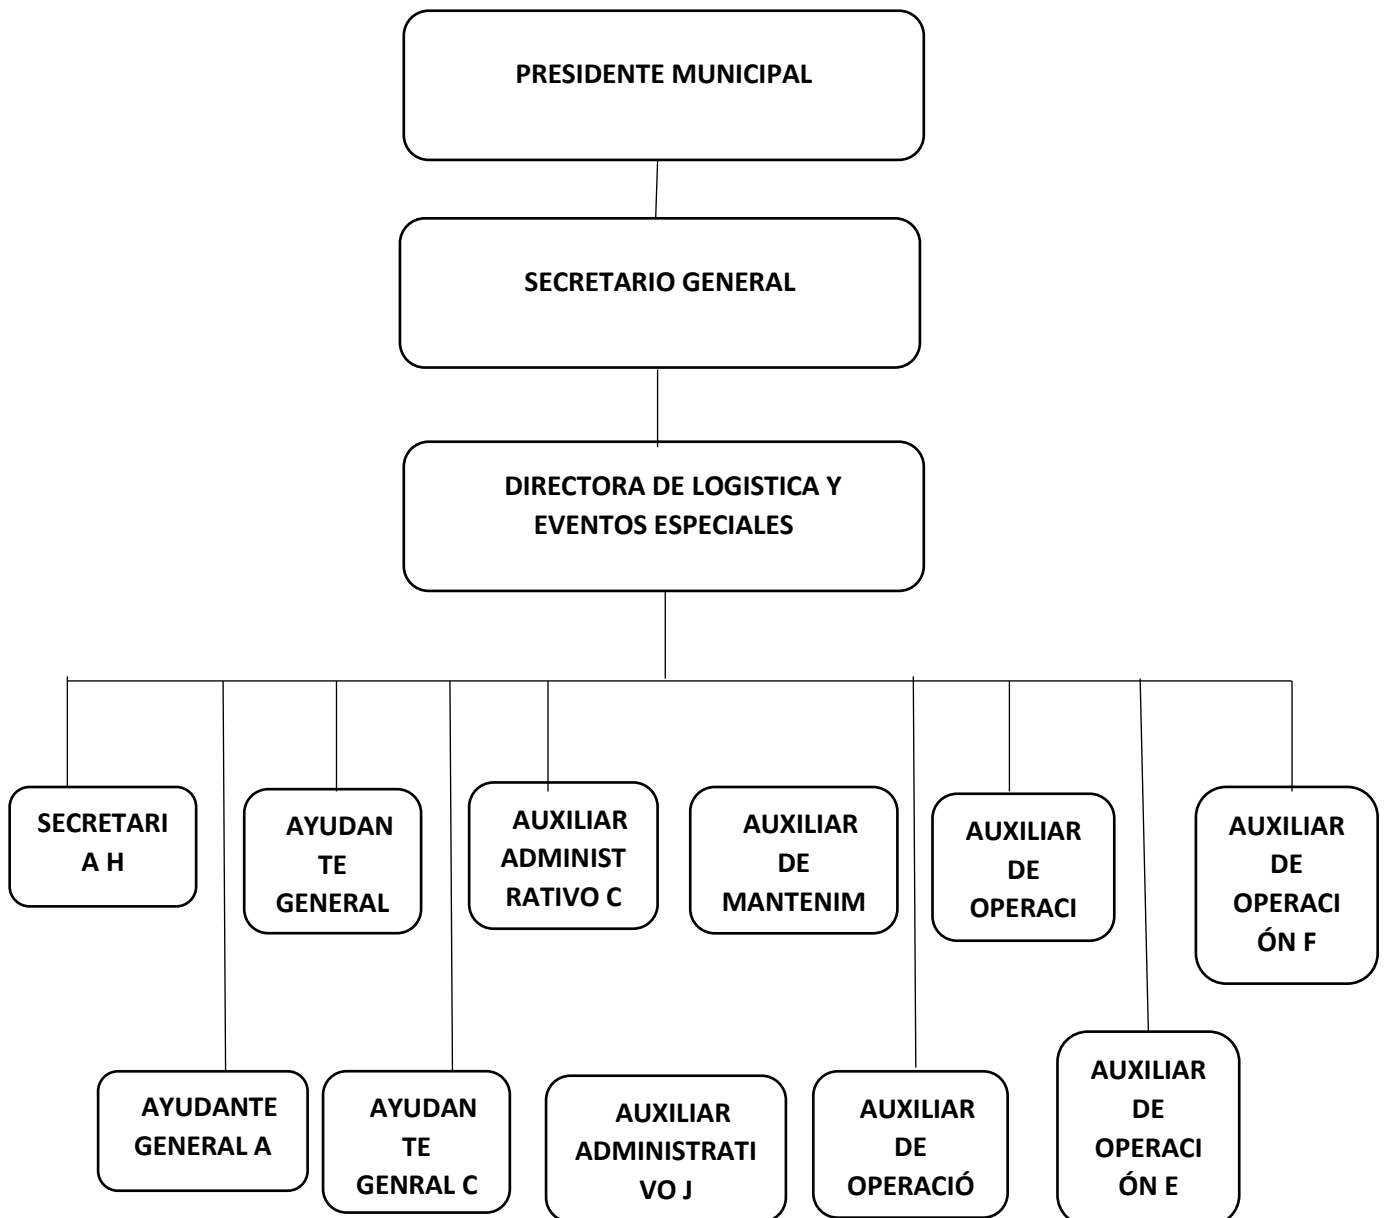 PRESIDENTE MUNICIPAL
SECRETARIO GENERAL
DIRECTORA DE LOGISTICA Y
EVENTOS ESPECIALES
SECRETARI
A H
AYUDAN
TE
GENERAL
AUXILIAR
ADMINIST
RATIVO C
AUXILIAR
DE
MANTENIM
AUXILIAR
DE
OPERACI
AUXILIAR
DE
OPERACI
ÓN F
AYUDANTE
GENERAL A
AYUDAN
TE
GENRAL C
AUXILIAR
ADMINISTRATI
VO J
AUXILIAR
DE
OPERACIÓ
AUXILIAR
DE
OPERACI
ÓN E